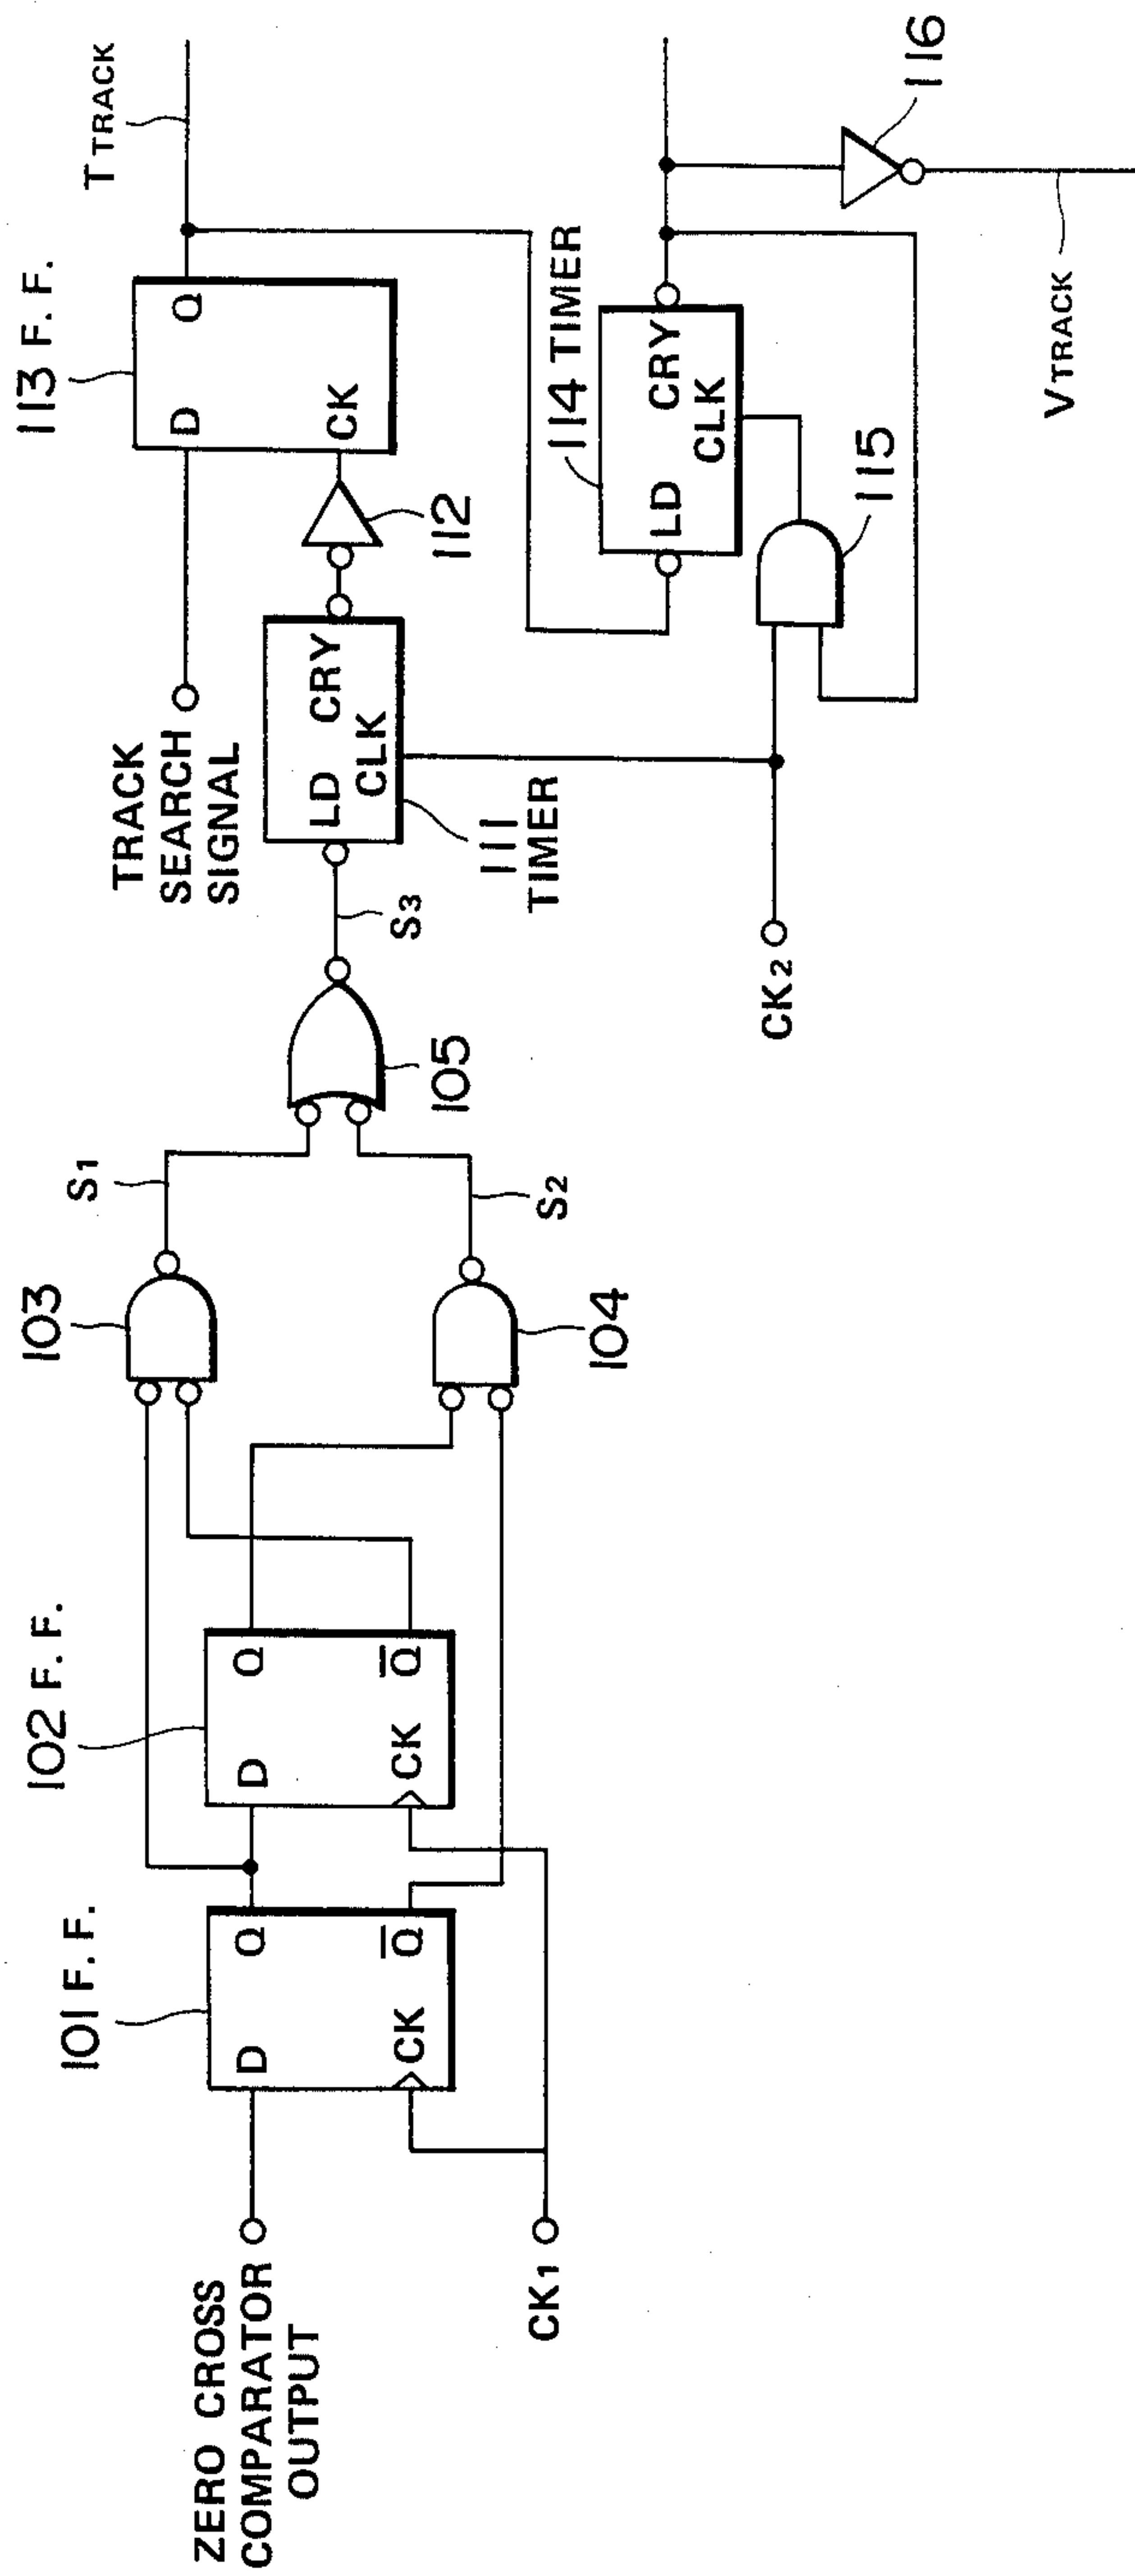 ZERO CROSS
COMPARATOR
OUTPUT
CK1
101 F. F.
D
Q
CK
Q̅
102 F. F.
D
Q
CK
Q̅
103
104
S1
S2
105
S3
TRACK
SEARCH
SIGNAL
LD
CRY
CLK
111
TIMER
CK2
112
113 F. F.
D
Q
CK
T TRACK
114 TIMER
LD
CRY
CLK
115
116
VTRACK